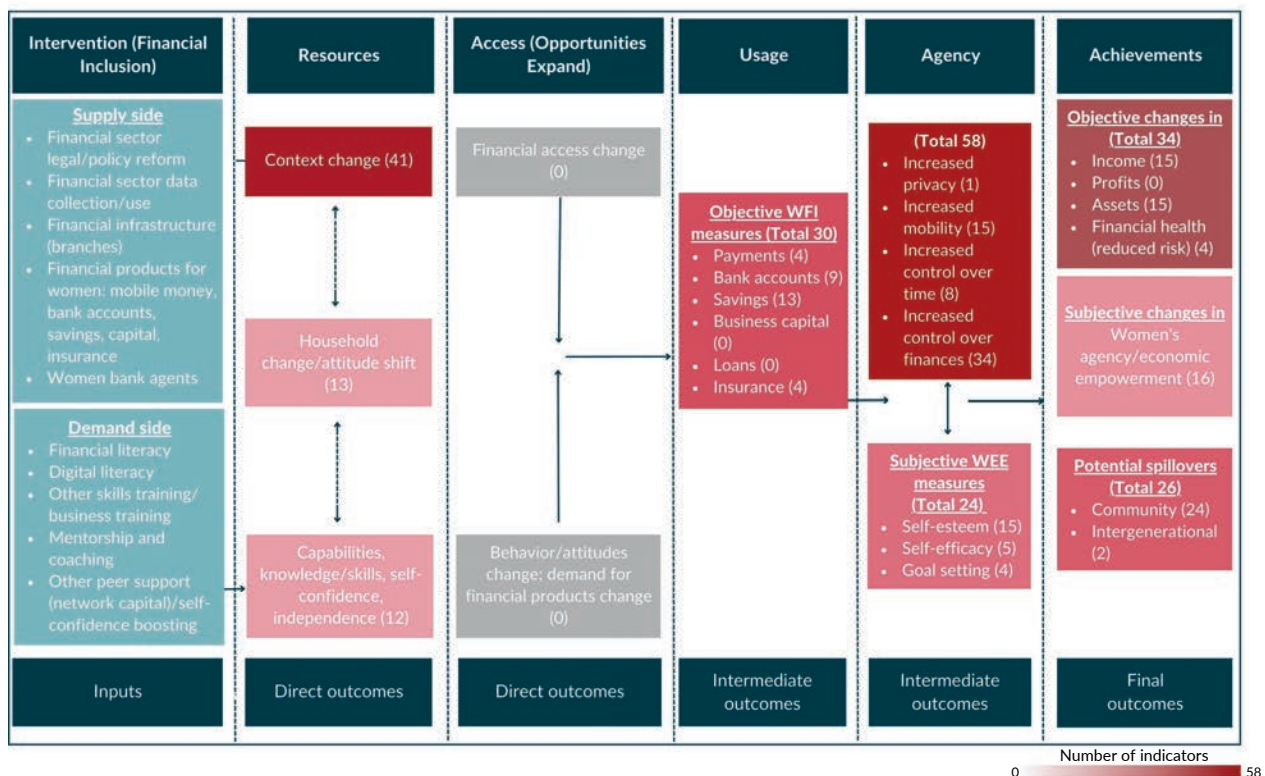 Intervention (Financial
Inclusion)
Resources
Access (Opportunities
Expand)
Usage
Agency
Achievements
Supply side
• Financial sector
legal/policy reform
• Financial sector data
collection/use
• Financial infrastructure
(branches)
• Financial products for
women: mobile money,
bank accounts,
savings, capital,
insurance
• Women bank agents
Demand side
• Financial literacy
• Digital literacy
• Other skills training/
business training
• Mentorship and
coaching
• Other peer support
(network capital)/self-
confidence boosting
Context change (41)
Household
change/attitude shift
(13)
Capabilities,
knowledge/skills, self-
confidence,
independence (12)
Financial access change
(0)
Behavior/attitudes
change; demand for
financial products change
(0)
Objective WFI
measures (Total 30)
• Payments (4)
• Bank accounts (9)
• Savings (13)
• Business capital
(0)
• Loans (0)
• Insurance (4)
(Total 58)
• Increased
privacy (1)
• Increased
mobility (15)
• Increased
control over
time (8)
• Increased
control over
finances (34)
Subjective WEE
measures
(Total 24)
• Self-esteem (15)
• Self-efficacy (5)
• Goal setting (4)
Objective changes in
(Total 34)
• Income (15)
• Profits (0)
• Assets (15)
• Financial health
(reduced risk) (4)
Subjective changes in
Women's
agency/economic
empowerment (16)
Potential spillovers
(Total 26)
• Community (24)
• Intergenerational
(2)
Inputs
Direct outcomes
Direct outcomes
Intermediate
outcomes
Intermediate
outcomes
Final
outcomes
Number of indicators
0
58